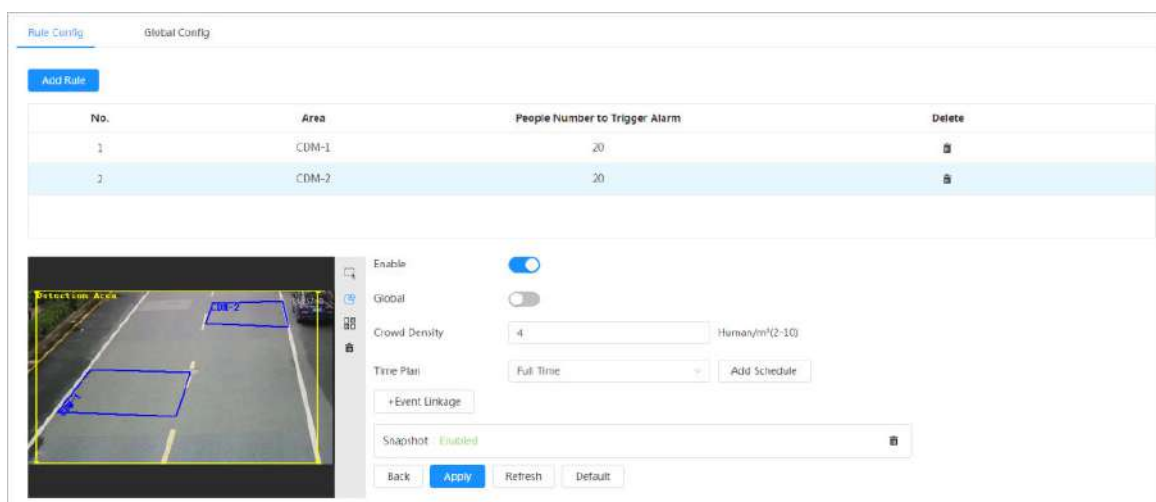 Rule Config Global Config
Add Rule
No. Area People Number to Trigger Alarm Delete
1 CDM-1 20
2 CDM-2 20
Enable
Detection Area
CDM-2
Global
Crowd Density 4 Human/m²(2-10)
Time Plan Full Time Add Schedule
CDM-1
+Event Linkage
Snapshot Enabled
Back Apply Refresh Default